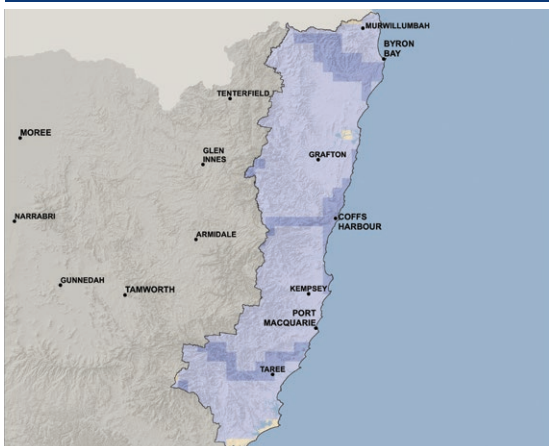 MURWILLUMBAH
BYRON
BAY
TENTERFIELD
MOREE
GLEN
INNES
GRAFTON
NARRABRI
COFFS
HARBOUR
ARMIDALE
GUNNEDAH
TAMWORTH
KEMPSEY
PORT
MACQUARIE
TAREE